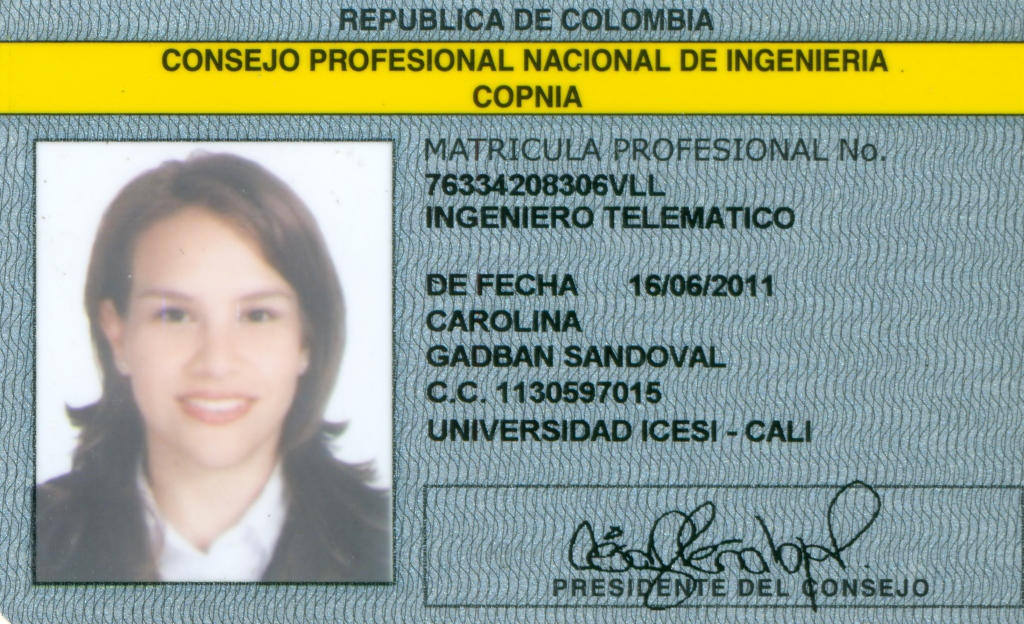 REPUBLICA DE COLOMBIA
CONSEJO PROFESIONAL NACIONAL DE INGENIERIA
COPNIA
MATRICULA PROFESIONAL No.
76334208306VLL
INGENIERO TELEMATICO
DE FECHA 16/06/2011
CAROLINA
GADBAN SANDOVAL
C.C. 1130597015
UNIVERSIDAD ICESI - CALI
PRESIDENTE DEL CONSEJO